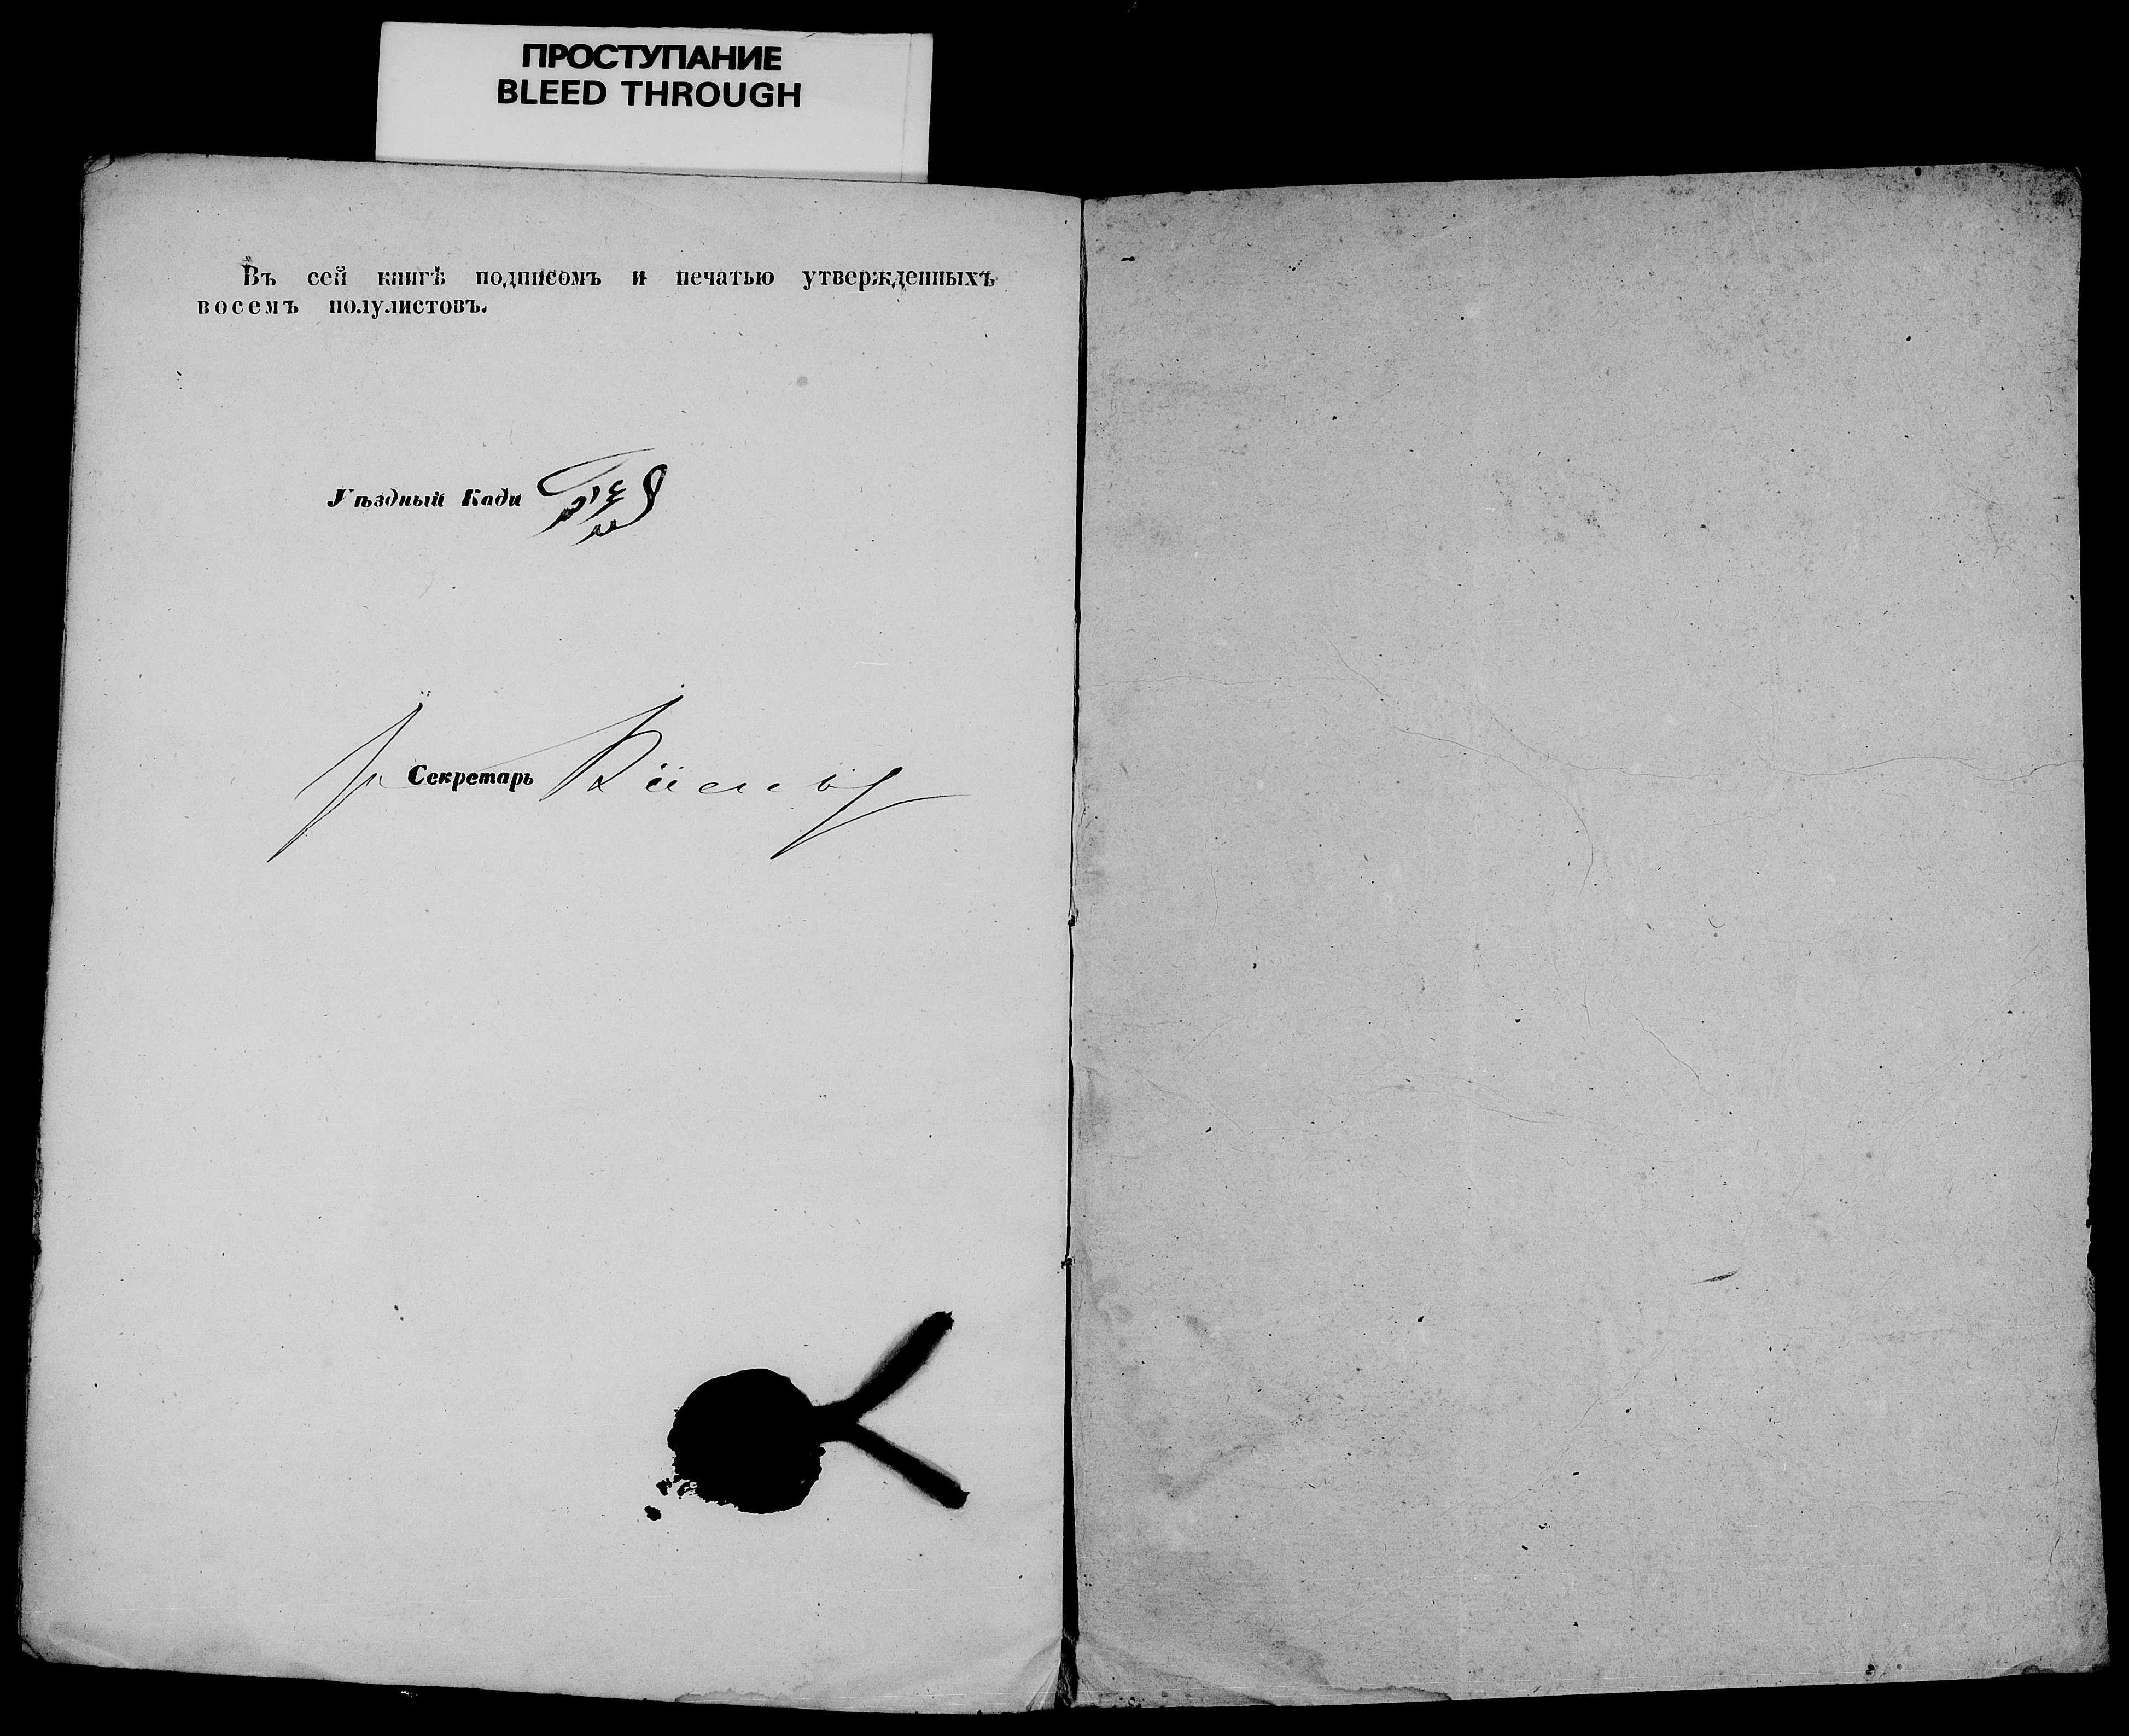 ПРОСТУПАНИЕ
BLEED THROUGH
Въ сей книгѣ подписомъ и печатью утвержденныхъ
восемъ полулистовъ.
Уѣздный Кади
Секретарь